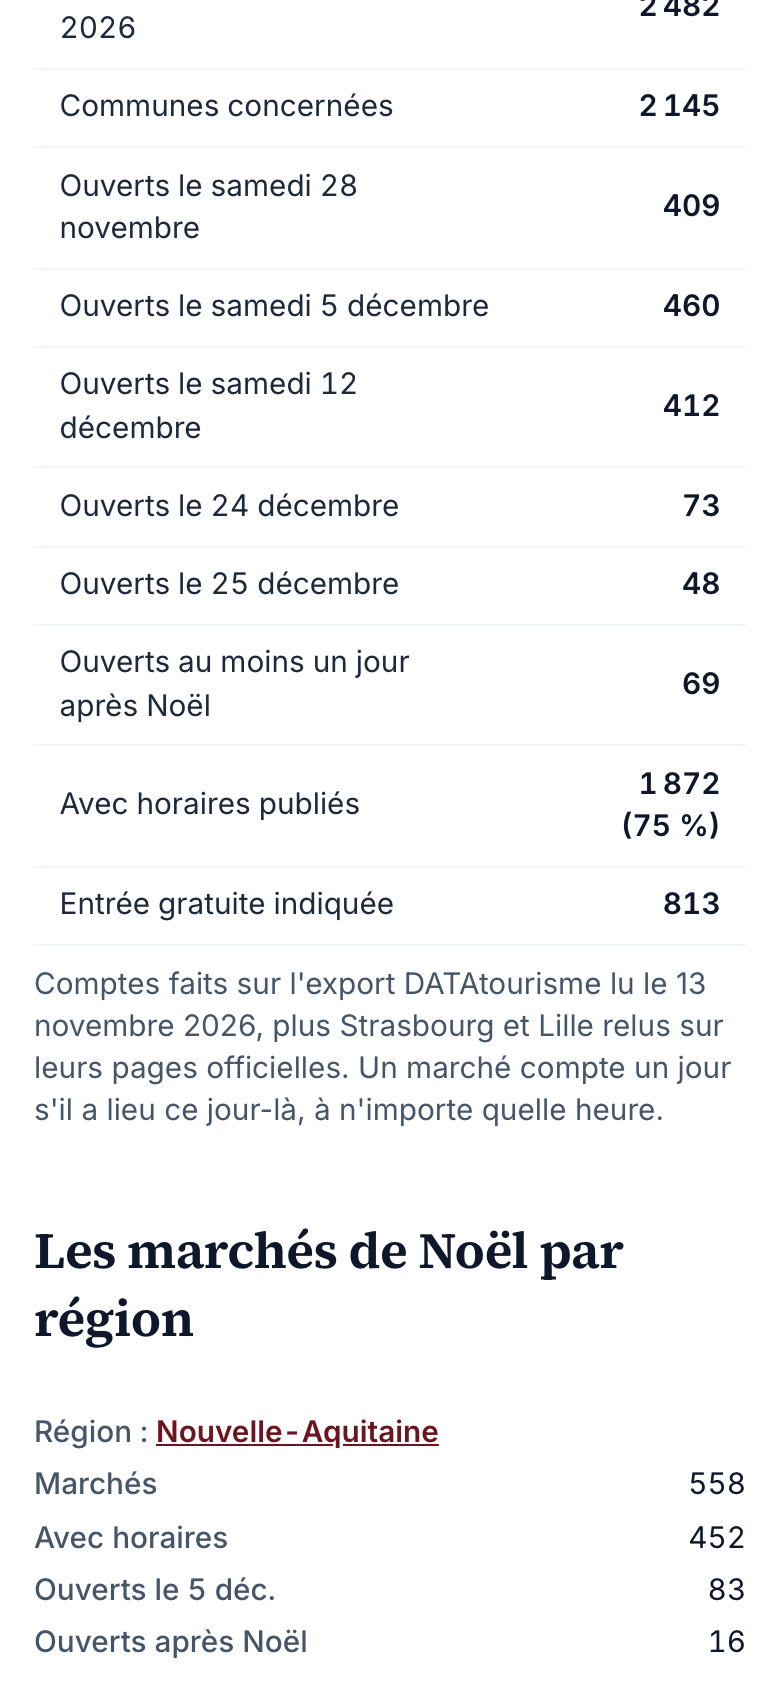 2026
2 482
Communes concernées
2 145
Ouverts le samedi 28
novembre
409
Ouverts le samedi 5 décembre
460
Ouverts le samedi 12
décembre
412
Ouverts le 24 décembre
73
Ouverts le 25 décembre
48
Ouverts au moins un jour
après Noël
69
Avec horaires publiés
1 872
(75 %)
Entrée gratuite indiquée
813
Comptes faits sur l'export DATAtourisme lu le 13
novembre 2026, plus Strasbourg et Lille relus sur
leurs pages officielles. Un marché compte un jour
s'il a lieu ce jour-là, à n'importe quelle heure.
Les marchés de Noël par
région
Région : Nouvelle-Aquitaine
Marchés
558
Avec horaires
452
Ouverts le 5 déc.
83
Ouverts après Noël
16